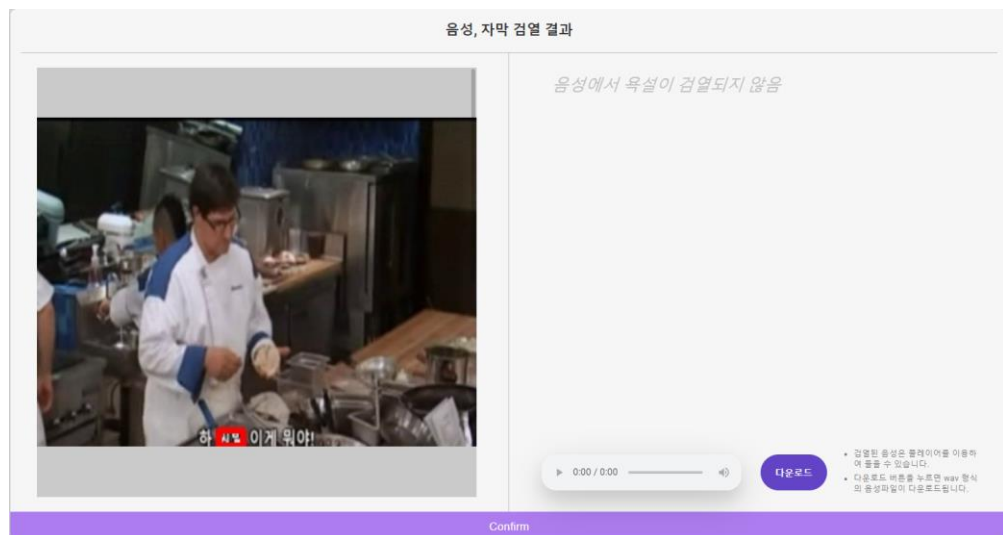 음성, 자막 검열 결과
음성에서 욕설이 검열되지 않음
하 시발 이게 뭐야!
0:00 / 0:00
다운로드
• 검열된 음성은 플레이어를 이용하
여 들을 수 있습니다.
• 다운로드 버튼를 누르면 wav 형식
의 음성파일이 다운로드됩니다.
Confirm